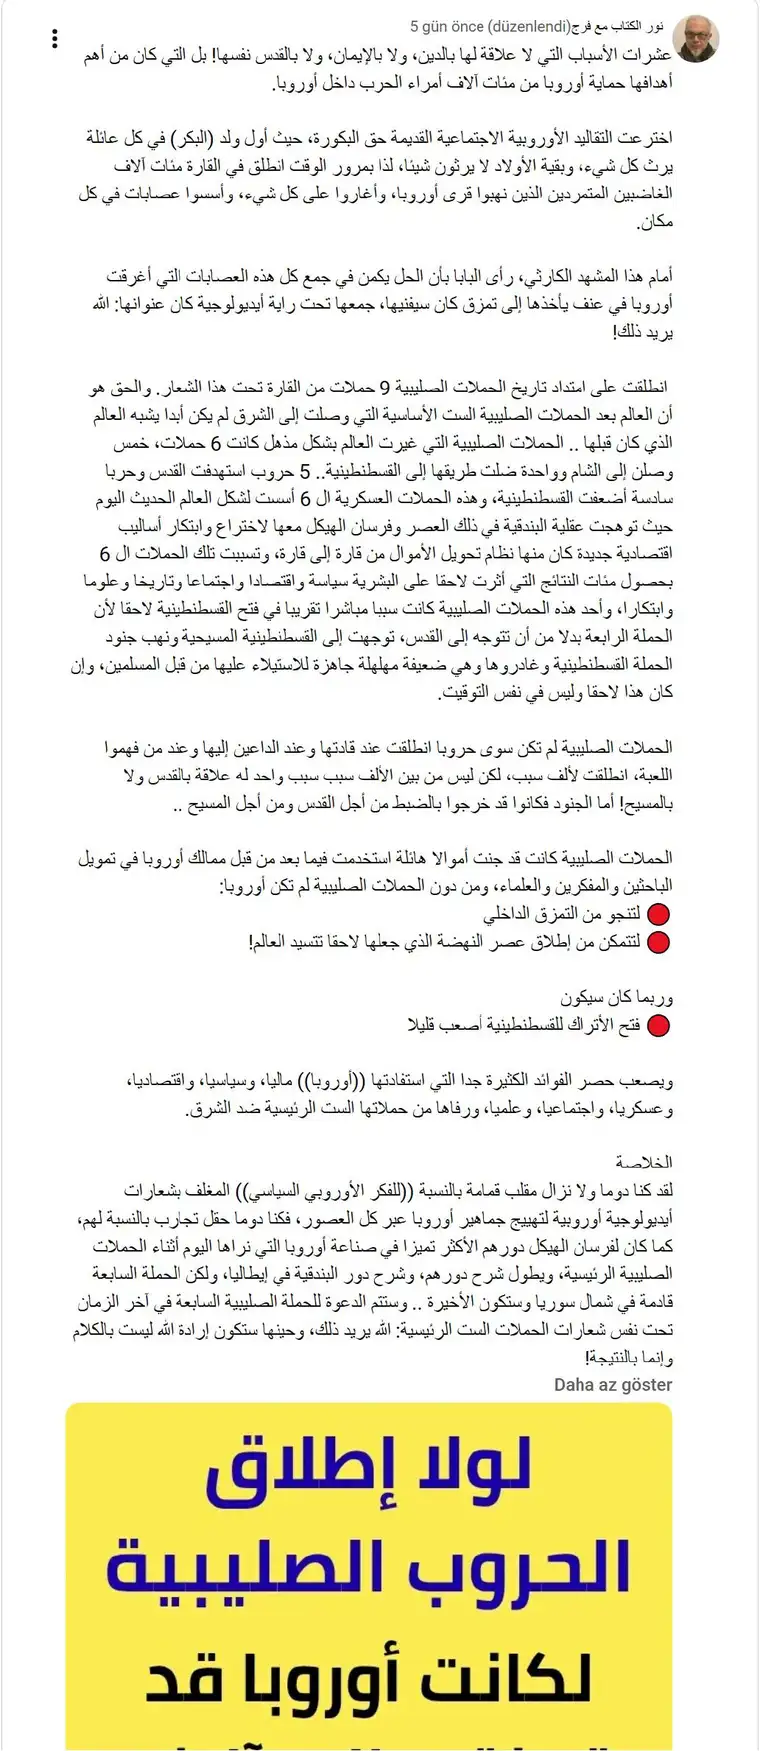 نور الكتاب مع فرج 5 gün önce (düzenlendi)
عشرات الأسباب التي لا علاقة لها بالدين، ولا بالإيمان، ولا بالقدس نفسها! بل التي كان من أهم
أهدافها حماية أوروبا من مئات آلاف أمراء الحرب داخل أوروبا.
اخترعت التقاليد الأوروبية الاجتماعية القديمة حق البكورة، حيث أول ولد (البكر) في كل عائلة
يرث كل شيء، وبقية الأولاد لا يرثون شيئا، لذا بمرور الوقت انطلق في القارة مئات آلاف
الغاضبين المتمردين الذين نهبوا قرى أوروبا، وأغاروا على كل شيء، وأسسوا عصابات في كل
مكان.
أمام هذا المشهد الكارثي، رأى البابا بأن الحل يكمن في جمع كل هذه العصابات التي أغرقت
أوروبا في عنف يأخذها إلى تمزق كان سيفنيها، جمعها تحت راية أيديولوجية كان عنوانها: الله
يريد ذلك!
انطلقت على امتداد تاريخ الحملات الصليبية 9 حملات من القارة تحت هذا الشعار. والحق هو
أن العالم بعد الحملات الصليبية الست الأساسية التي وصلت إلى الشرق لم يكن أبدا يشبه العالم
الذي كان قبلها .. الحملات الصليبية التي غيرت العالم بشكل مذهل كانت 6 حملات، خمس
وصلن إلى الشام وواحدة ضلت طريقها إلى القسطنطينية.. 5 حروب استهدفت القدس وحربا
سادسة أضعفت القسطنطينية، وهذه الحملات العسكرية ال 6 أسست لشكل العالم الحديث اليوم
حيث توهجت عقلية البندقية في ذلك العصر وفرسان الهيكل معها لاختراع وابتكار أساليب
اقتصادية جديدة كان منها نظام تحويل الأموال من قارة إلى قارة، وتسببت تلك الحملات ال 6
بحصول مئات النتائج التي أثرت لاحقا على البشرية سياسة واقتصادا واجتماعا وتاريخا وعلوما
وابتكارا، وأحد هذه الحملات الصليبية كانت سببا مباشرا تقريبا في فتح القسطنطينية لاحقا لأن
الحملة الرابعة بدلا من أن تتوجه إلى القدس، توجهت إلى القسطنطينية المسيحية ونهب جنود
الحملة القسطنطينية وغادروها وهي ضعيفة مهلهلة جاهزة للاستيلاء عليها من قبل المسلمين، وإن
كان هذا لاحقا وليس في نفس التوقيت.
الحملات الصليبية لم تكن سوى حروبا انطلقت عند قادتها وعند الداعين إليها وعند من فهموا
اللعبة، انطلقت لألف سبب، لكن ليس من بين الألف سبب سبب واحد له علاقة بالقدس ولا
بالمسيح! أما الجنود فكانوا قد خرجوا بالضبط من أجل القدس ومن أجل المسيح ..
الحملات الصليبية كانت قد جنت أموالا هائلة استخدمت فيما بعد من قبل ممالك أوروبا في تمويل
الباحثين والمفكرين والعلماء، ومن دون الحملات الصليبية لم تكن أوروبا:
🔴 لتنجو من التمزق الداخلي
🔴 لتتمكن من إطلاق عصر النهضة الذي جعلها لاحقا تتسيد العالم!
وربما كان سيكون
🔴 فتح الأتراك للقسطنطينية أصعب قليلا
ويصعب حصر الفوائد الكثيرة جدا التي استفادتها ((أوروبا)) ماليا، وسياسيا، واقتصاديا،
وعسكريا، واجتماعيا، وعلميا، ورفاها من حملاتها الست الرئيسية ضد الشرق.
الخلاصة
لقد كنا دوما ولا نزال مقلب قمامة بالنسبة ((للفكر الأوروبي السياسي)) المغلف بشعارات
أيديولوجية أوروبية لتهييج جماهير أوروبا عبر كل العصور، فكنا دوما حقل تجارب بالنسبة لهم،
كما كان لفرسان الهيكل دورهم الأكثر تميزا في صناعة أوروبا التي نراها اليوم أثناء الحملات
الصليبية الرئيسية، ويطول شرح دورهم، وشرح دور البندقية في إيطاليا، ولكن الحملة السابعة
قادمة في شمال سوريا وستكون الأخيرة .. وستتم الدعوة للحملة الصليبية السابعة في آخر الزمان
تحت نفس شعارات الحملات الست الرئيسية: الله يريد ذلك، وحينها ستكون إرادة الله ليست بالكلام
وإنما بالنتيجة!
Daha az göster
لولا إطلاق
الحروب الصليبية
لكانت أوروبا قد